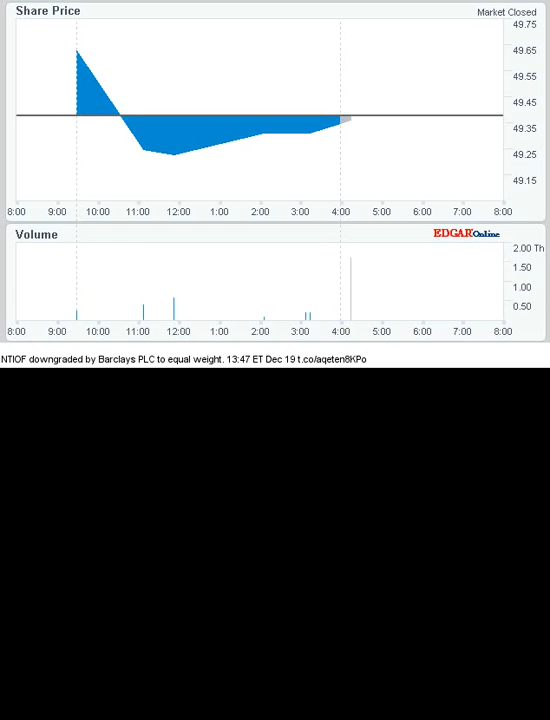 Share Price
Market Closed
49.75
49.65
49.55
49.45
49.35
49.25
49.15
8:00 9:00 10:00 11:00 12:00 1:00 2:00 3:00 4:00 5:00 6:00 7:00 8:00
Volume
EDGAR Online
2.00 Th
1.50
1.00
0.50
8:00 9:00 10:00 11:00 12:00 1:00 2:00 3:00 4:00 5:00 6:00 7:00 8:00
NTIOF downgraded by Barclays PLC to equal weight. 13:47 ET Dec 19 t.co/aqeten8KPo